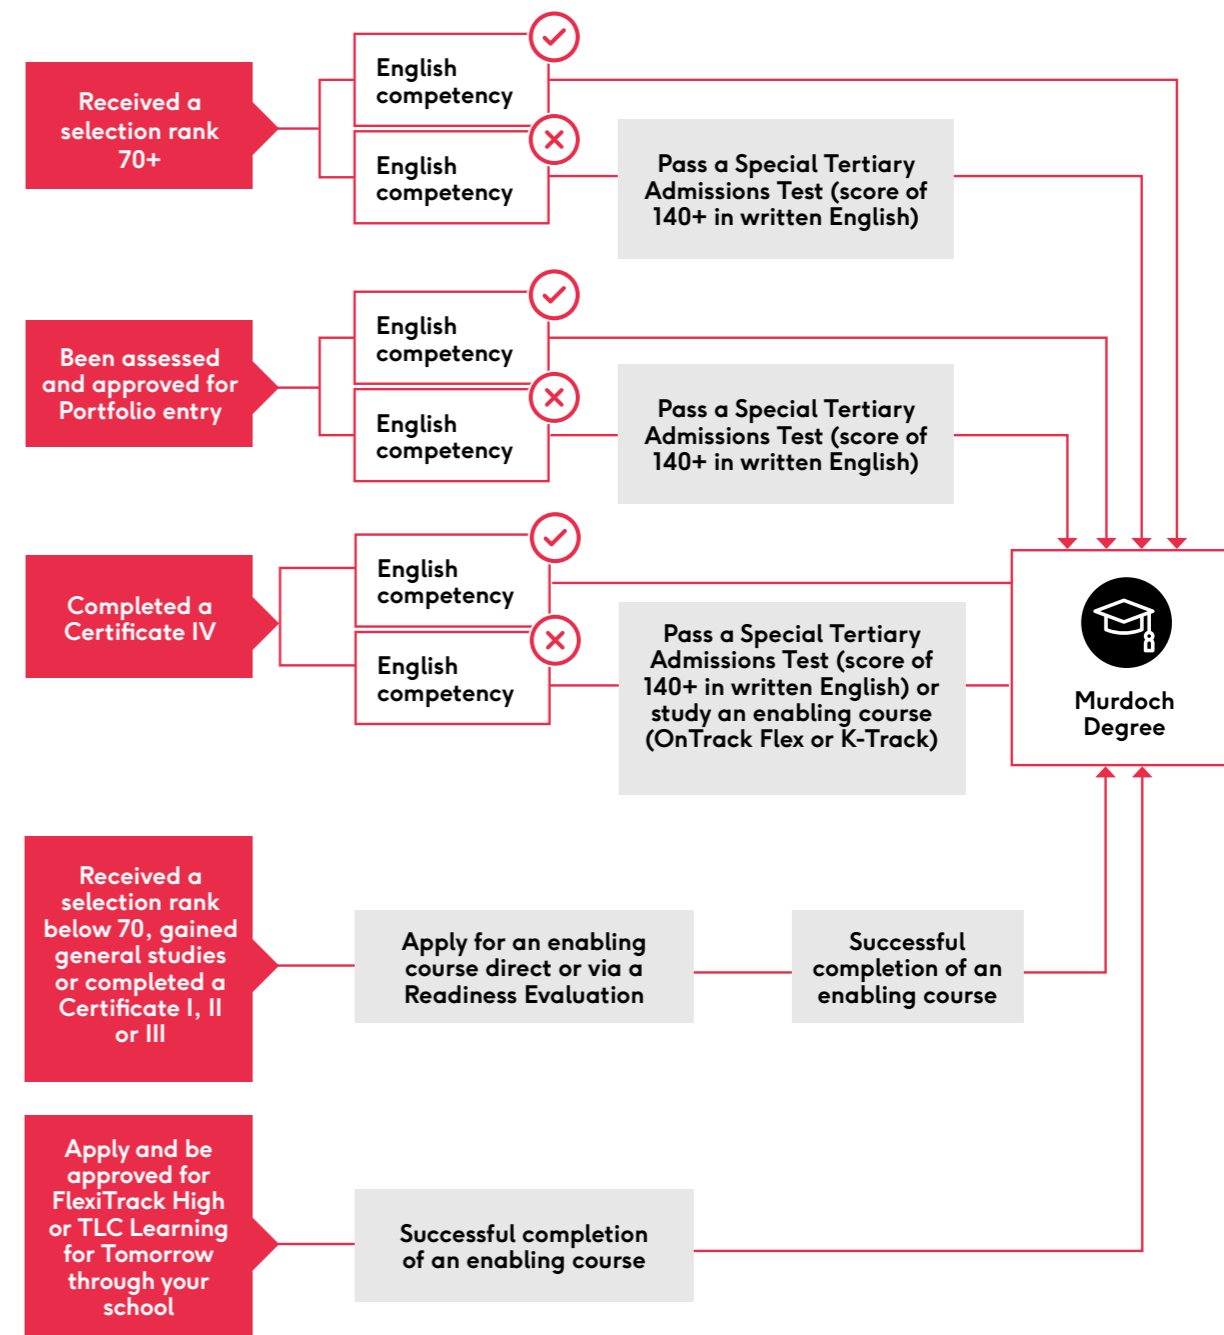 Received a
selection rank
70+
English
competency
English
competency
Pass a Special Tertiary
Admissions Test (score of
140+ in written English)
Been assessed
and approved for
Portfolio entry
English
competency
English
competency
Pass a Special Tertiary
Admissions Test (score of
140+ in written English)
Completed a
Certificate IV
English
competency
English
competency
Pass a Special Tertiary
Admissions Test (score of
140+ in written English) or
study an enabling course
(OnTrack Flex or K-Track)
Murdoch
Degree
Received a
selection rank
below 70, gained
general studies
or completed a
Certificate I, II
or III
Apply for an enabling
course direct or via a
Readiness Evaluation
Successful
completion of an
enabling course
Apply and be
approved for
FlexiTrack High
or TLC Learning
for Tomorrow
through your
school
Successful completion
of an enabling course